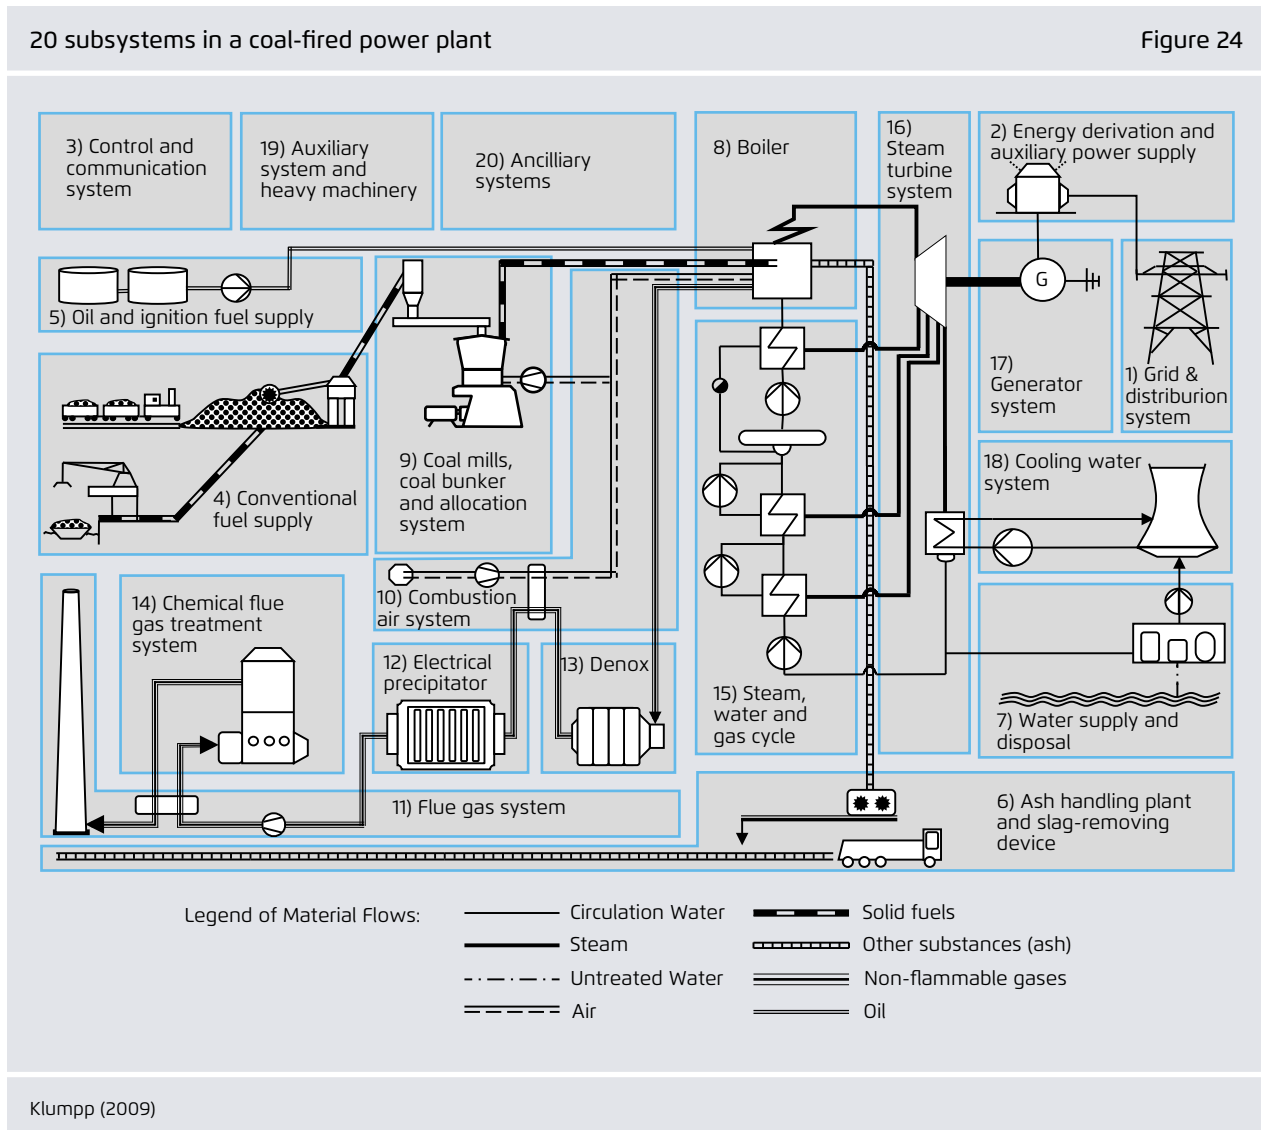 20 subsystems in a coal-fired power plant
Figure 24
3) Control and
communication
system
19) Auxiliary
system and
heavy machinery
20) Ancilliary
systems
8) Boiler
16)
Steam
turbine
system
2) Energy derivation and
auxiliary power supply
5) Oil and ignition fuel supply
G
17)
Generator
system
1) Grid &
distriburion
system
4) Conventional
fuel supply
9) Coal mills,
coal bunker
and allocation
system
18) Cooling water
system
10) Combustion
air system
14) Chemical flue
gas treatment
system
12) Electrical
precipitator
13) Denox
15) Steam,
water and
gas cycle
7) Water supply and
disposal
11) Flue gas system
6) Ash handling plant
and slag-removing
device
Legend of Material Flows:
Circulation Water
Steam
Untreated Water
Air
Solid fuels
Other substances (ash)
Non-flammable gases
Oil
Klumpp (2009)